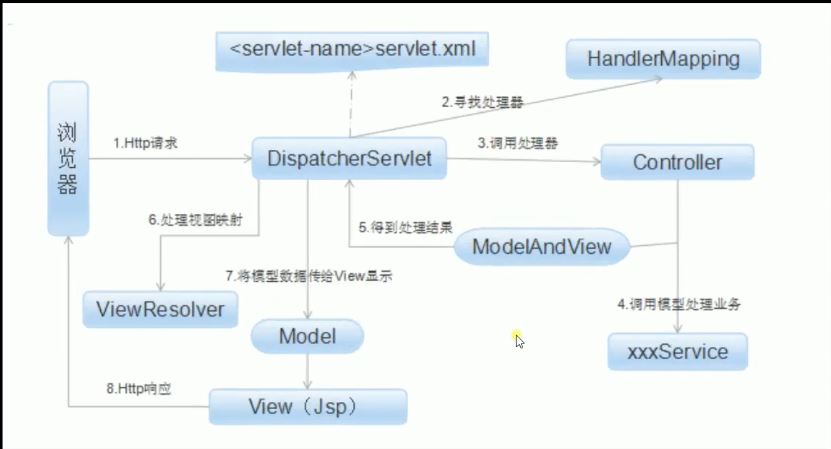 <servlet-name>servlet.xml
HandlerMapping
2.寻找处理器
浏览器
1.Http请求
DispatcherServlet
3.调用处理器
Controller
6.处理视图映射
5.得到处理结果
ModelAndView
7.将模型数据传给View显示
ViewResolver
4.调用模型处理业务
Model
xxxService
8.Http响应
View（Jsp）